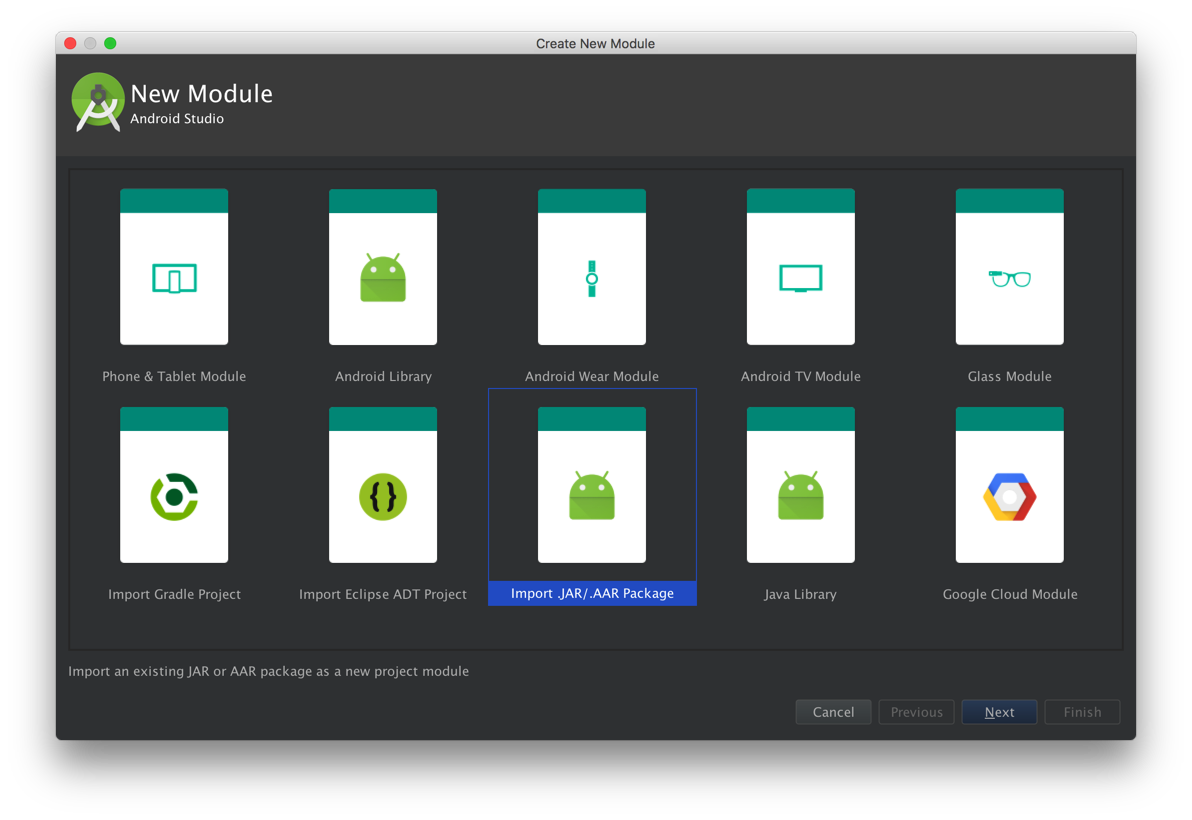 Create New Module
New Module
Android Studio
Phone & Tablet Module
Android Library
Android Wear Module
Android TV Module
Glass Module
Import Gradle Project
Import Eclipse ADT Project
Import .JAR/.AAR Package
Java Library
Google Cloud Module
Import an existing JAR or AAR package as a new project module
Cancel
Previous
Next
Finish